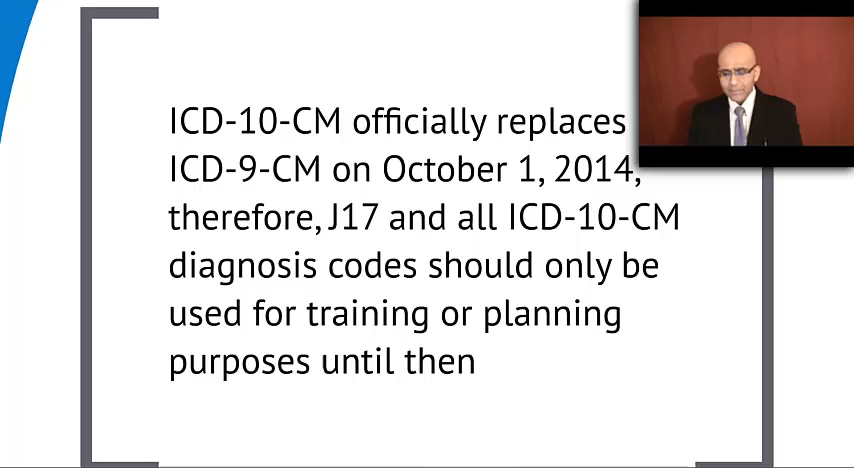 ICD-10-CM officially replaces
ICD-9-CM on October 1, 2014,
therefore, J17 and all ICD-10-CM
diagnosis codes should only be
used for training or planning
purposes until then